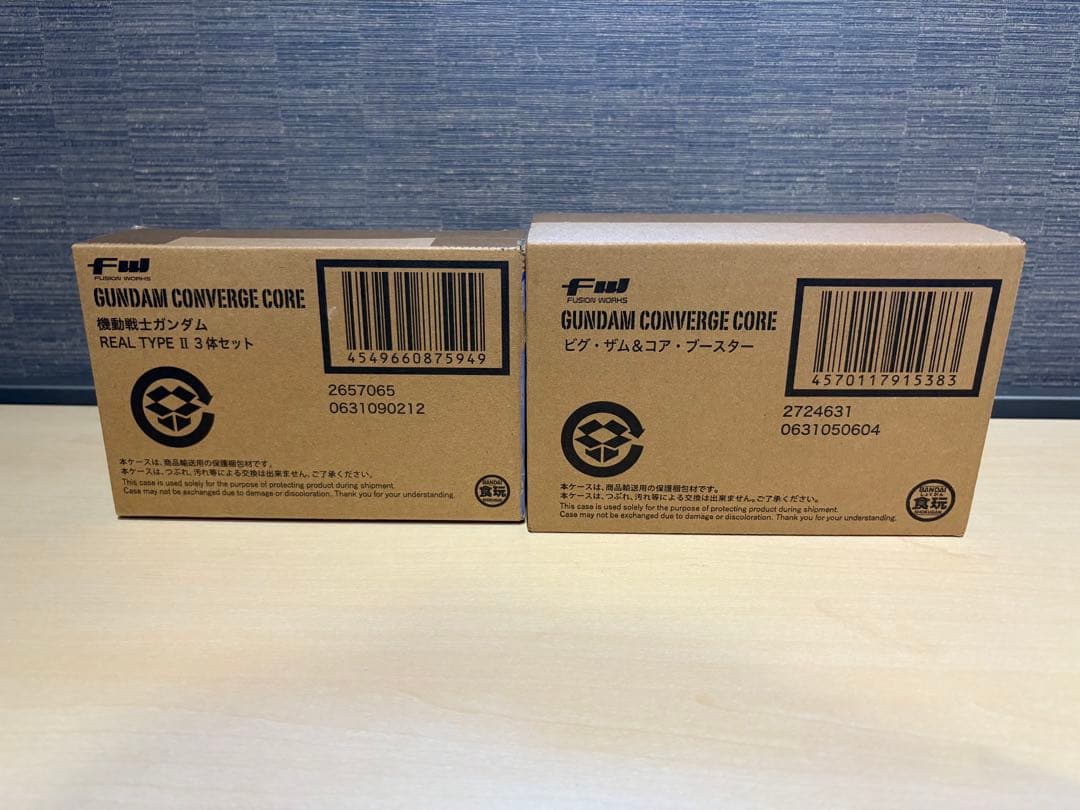 FW
FUSION WORKS
GUNDAM CONVERGE CORE
機動戦士ガンダム
REAL TYPE Ⅱ 3体セット
4549660875949
2657065
0631090212
本ケースは、商品輸送用の保護梱包材です。
本ケースは、つぶれ、汚れ等による交換は出来ません。ご了承ください。
This case is used solely for the purpose of protecting product during shipment.
Case may not be exchanged due to damage or discoloration. Thank you for your understanding.
BANDAI
食玩
SHOKUGAN
FW
FUSION WORKS
GUNDAM CONVERGE CORE
ビグ・ザム&コア・ブースター
4570117915383
2724631
0631050604
本ケースは、商品輸送用の保護梱包材です。
本ケースは、つぶれ、汚れ等による交換は出来ません。ご了承ください。
This case is used solely for the purpose of protecting product during shipment.
Case may not be exchanged due to damage or discoloration. Thank you for your understanding.
BANDAI
しょくがん
食玩
SHOKUGAN